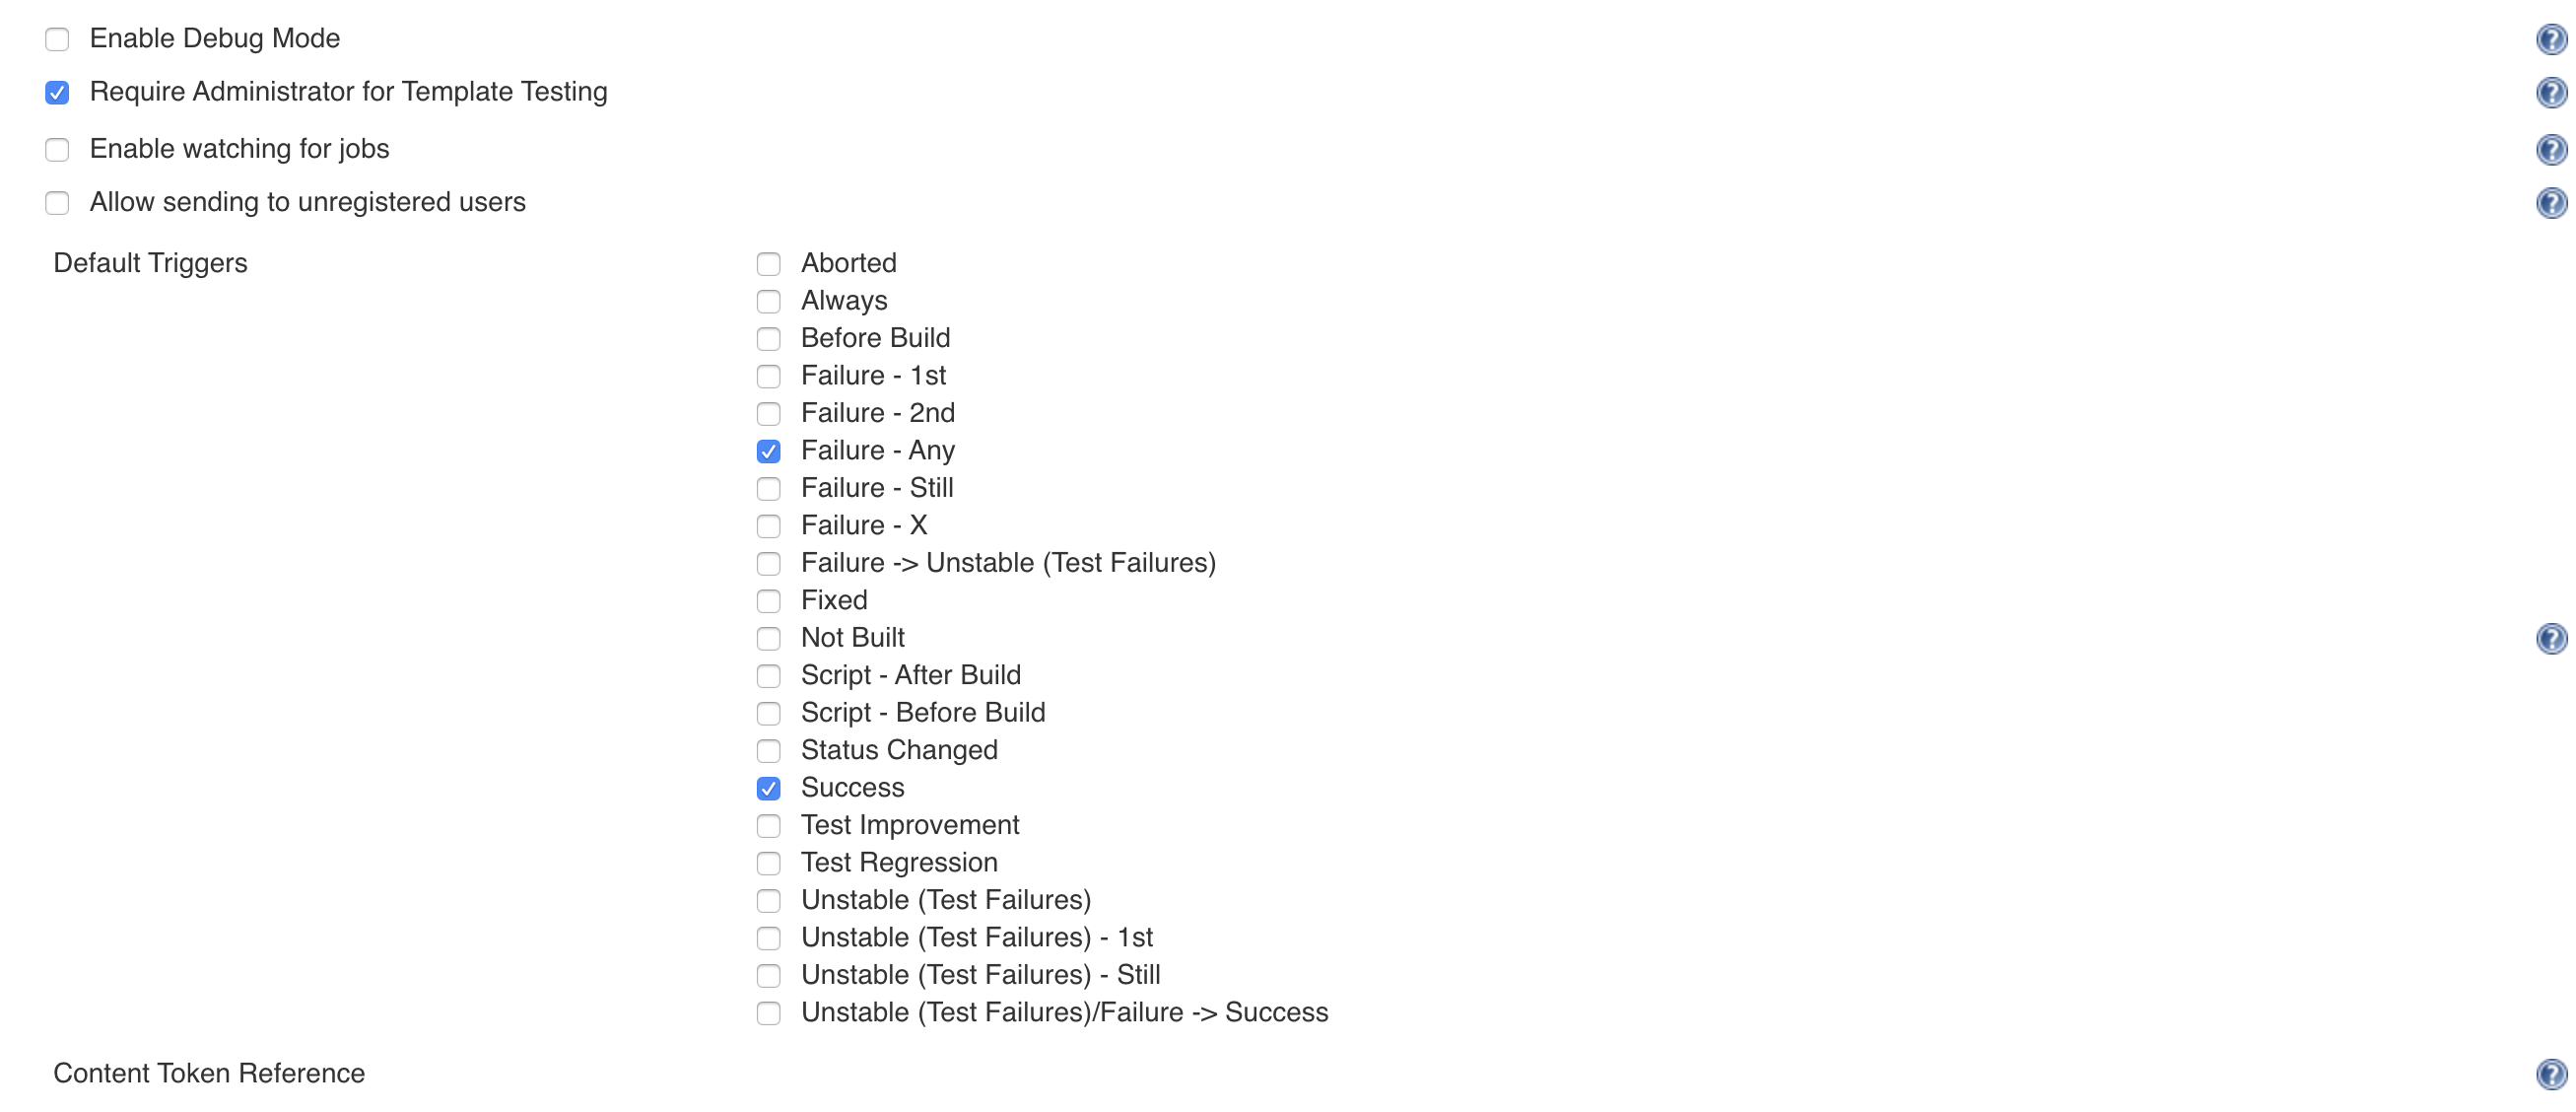 Enable Debug Mode
Require Administrator for Template Testing
Enable watching for jobs
Allow sending to unregistered users
Default Triggers
Aborted
Always
Before Build
Failure - 1st
Failure - 2nd
Failure - Any
Failure - Still
Failure - X
Failure -> Unstable (Test Failures)
Fixed
Not Built
Script - After Build
Script - Before Build
Status Changed
Success
Test Improvement
Test Regression
Unstable (Test Failures)
Unstable (Test Failures) - 1st
Unstable (Test Failures) - Still
Unstable (Test Failures)/Failure -> Success
Content Token Reference